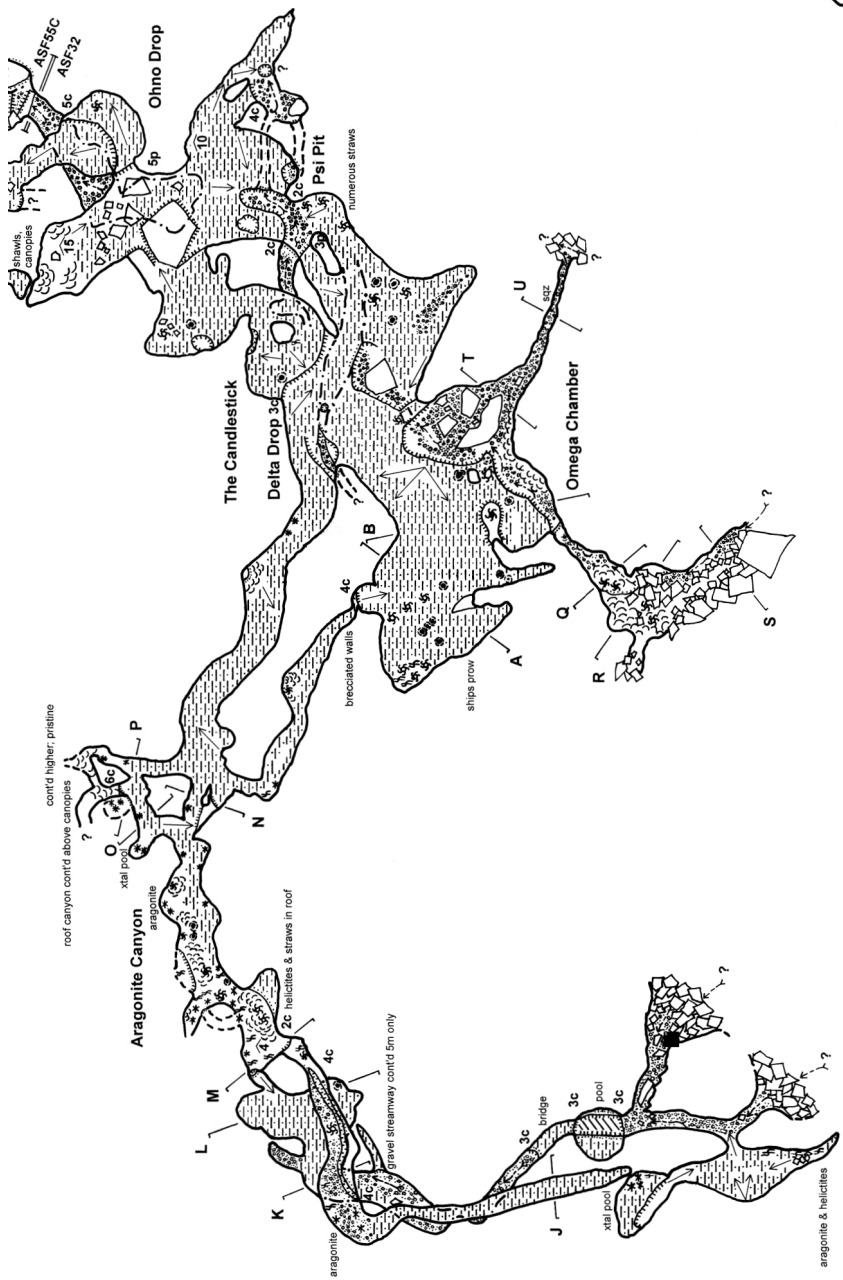 ASF55C
ASF32
5c
Ohno Drop
?
shawls,
canopies
15
5p
10
4c
?
2c
Psi Pit
numerous straws
2c
3p
The Candlestick
Delta Drop 3c
?
B
4c
brecciated walls
ships prow
A
T
U
sqz
?
?
Omega Chamber
Q
R
S
?
cont'd higher; pristine
roof canyon cont'd above canopies
P
6c
?
O
xtal pool
aragonite
N
Aragonite Canyon
helictites & straws in roof
2c
4
M
4c
L
K
gravel streamway cont'd 5m only
4c
aragonite
bridge
3c
3c
pool
3c
J
xtal pool
?
?
aragonite & helictites